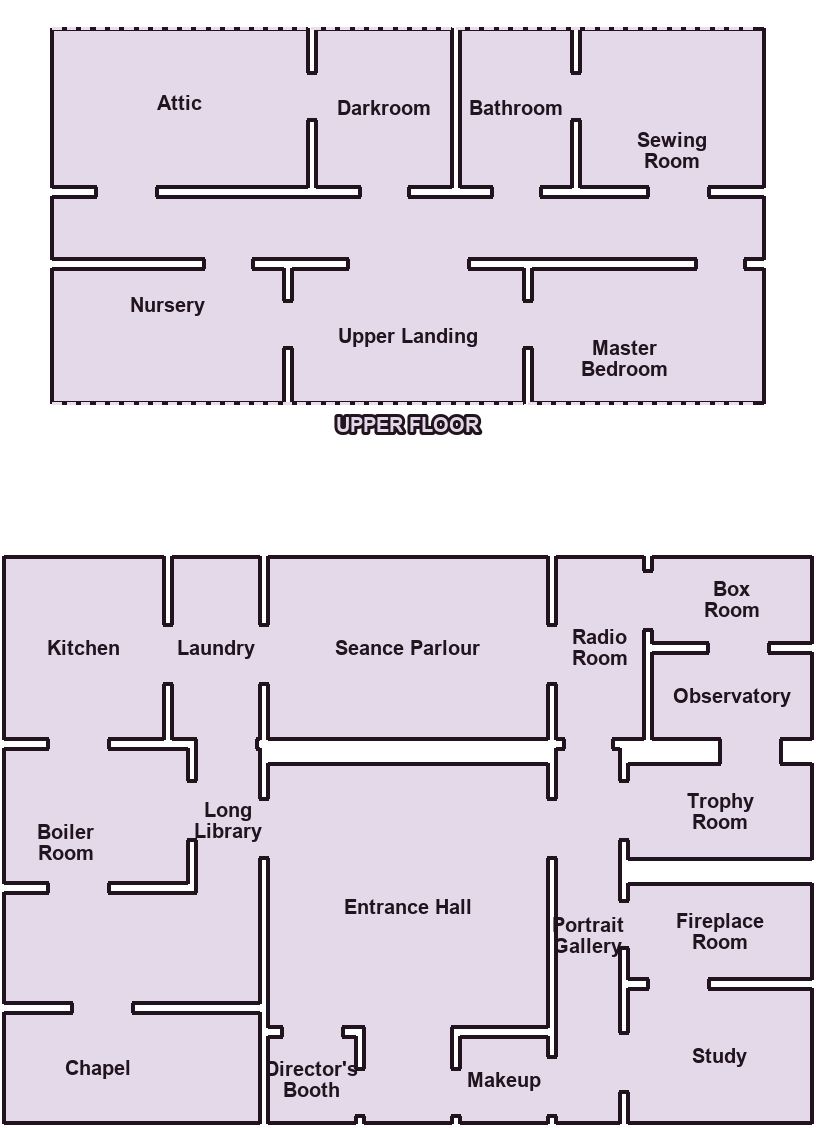 Attic
Darkroom
Bathroom
Sewing
Room
Nursery
Upper Landing
Master
Bedroom
UPPER FLOOR
Kitchen
Laundry
Seance Parlour
Radio
Room
Box
Room
Observatory
Boiler
Room
Long
Library
Trophy
Room
Entrance Hall
Portrait
Gallery
Fireplace
Room
Chapel
Director's
Booth
Makeup
Study